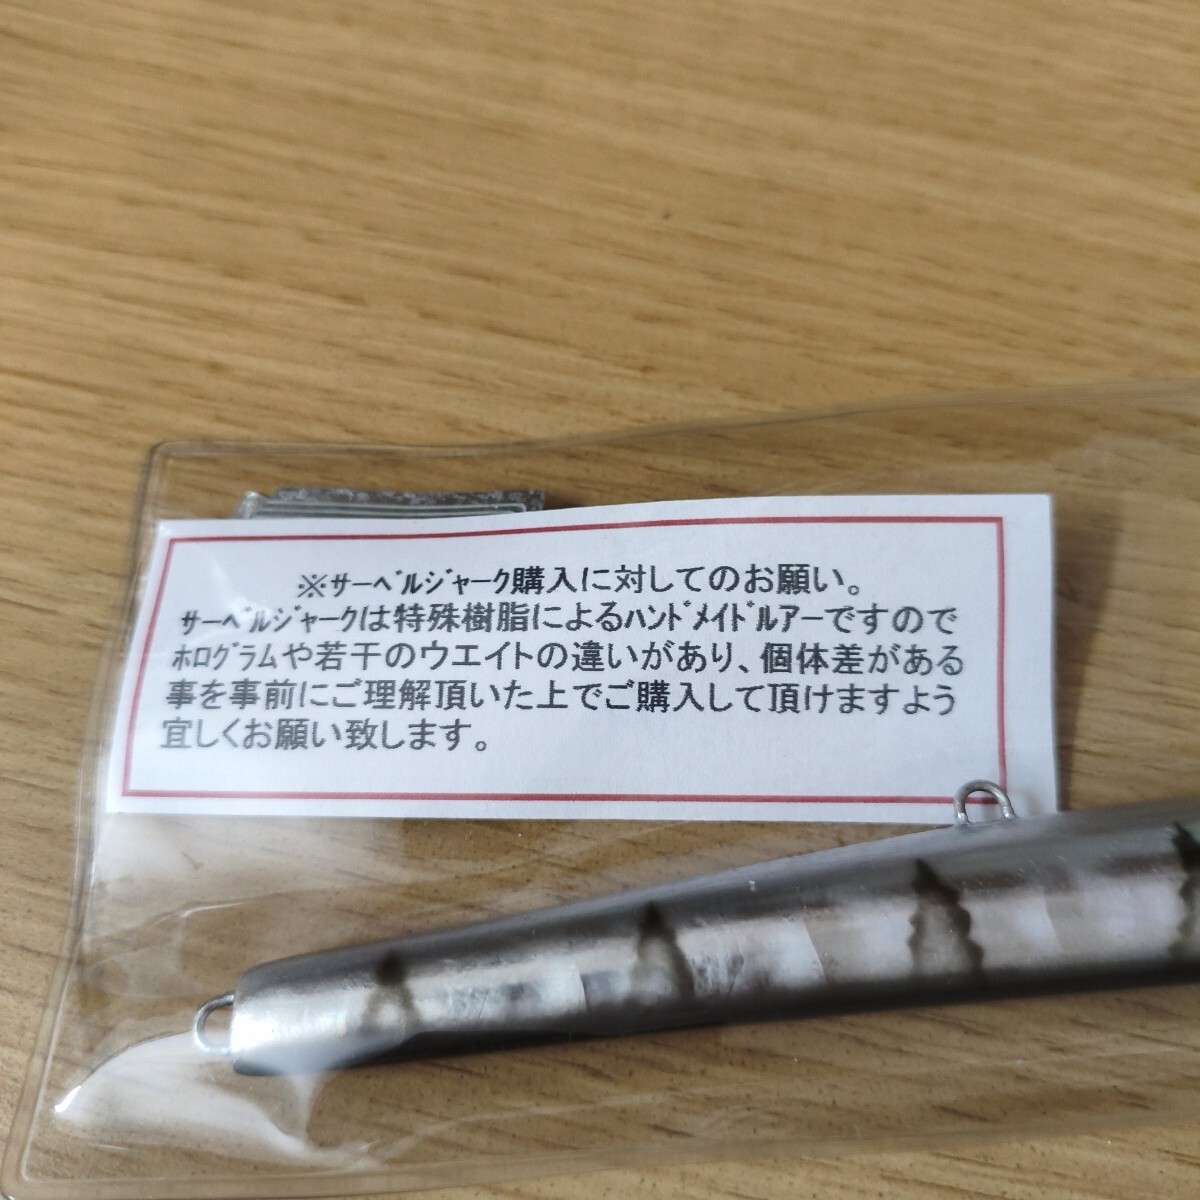 ※ｻｰﾍﾞﾙｼﾞｬｰｸ購入に対してのお願い。
ｻｰﾍﾞﾙｼﾞｬｰｸは特殊樹脂によるﾊﾝﾄﾞﾒｲﾄﾞﾙｱｰですので
ﾎﾛｸﾞﾗﾑや若干のウエイトの違いがあり、個体差がある
事を事前にご理解頂いた上でご購入して頂けますよう
宜しくお願い致します。